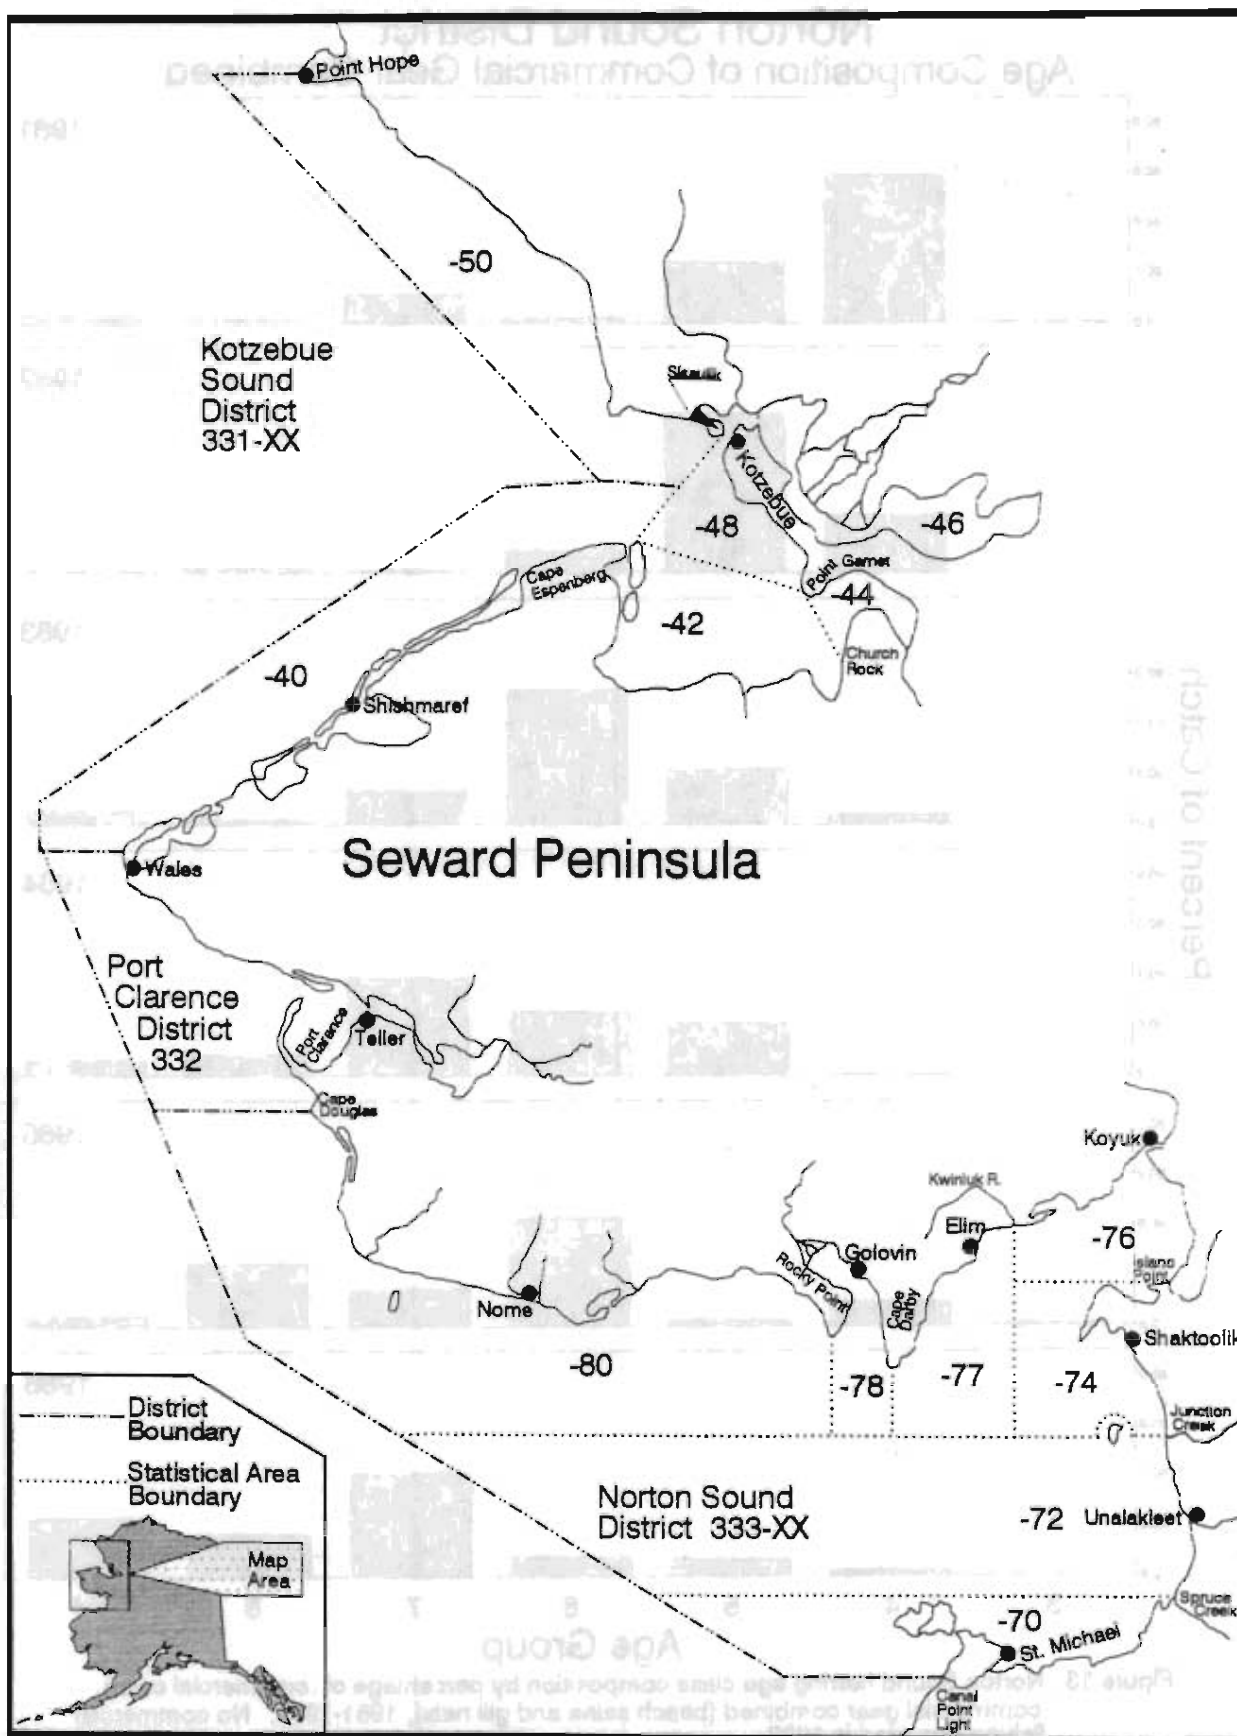 Point Hope
-50
Kotzebue
Sound
District
331-XX
Kotzebue
-46
-48
Point Garnet
-44
Cape
Espenberg
-42
Church
Rock
-40
Shishmaref
Seward Peninsula
Wales
Port
Clarence
District
332
Port
Clarence
Teller
Cape
Douglas
Koyuk
Kwiniuk R.
Elim
-76
Island
Point
Golovin
Rocky Point
Cape
Darby
Nome
Shaktoolik
-80
-78
-77
-74
Junction
Creek
District
Boundary
Statistical Area
Boundary
Norton Sound
District 333-XX
-72
Unalakleet
Map
Area
Spruce
Creek
-70
St. Michael
Canal
Point
Light